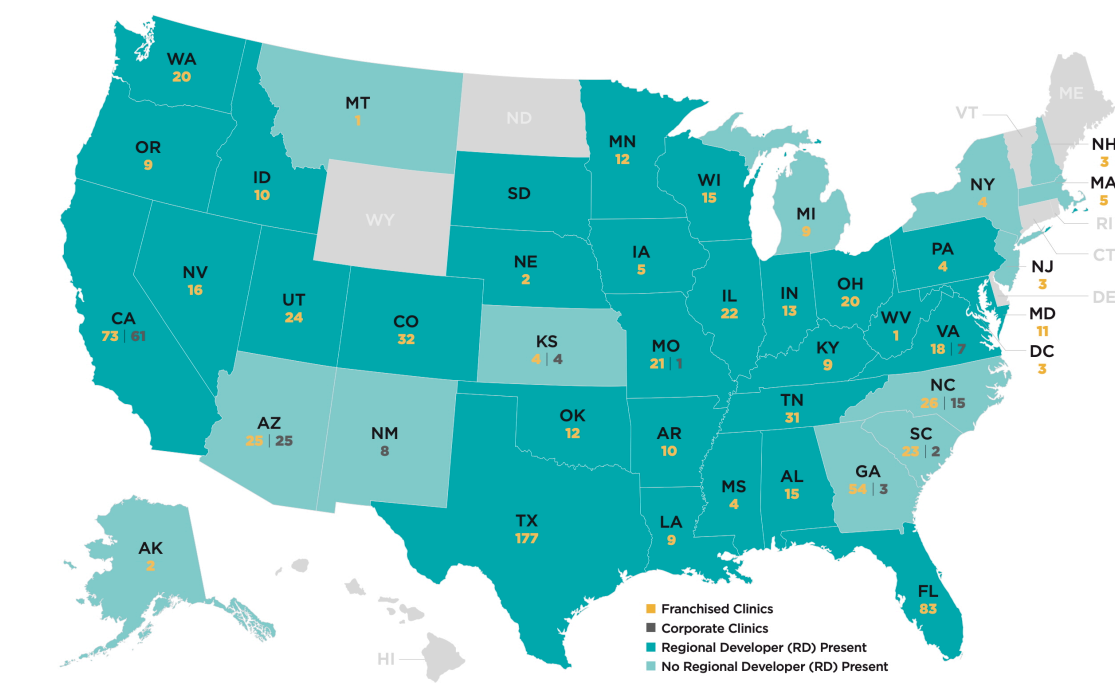 WA
20
OR
9
CA
73 | 61
NV
16
ID
10
MT
1
WY
UT
24
AZ
25 | 25
CO
32
NM
8
ND
SD
NE
2
KS
4 | 4
OK
12
TX
177
MN
12
IA
5
MO
21 | 1
AR
10
LA
9
WI
15
IL
22
MI
9
IN
13
OH
20
KY
9
TN
31
MS
4
AL
15
GA
54 | 3
FL
83
SC
23 | 2
NC
26 | 15
VA
18 | 7
WV
1
PA
4
NY
4
VT
ME
NH
3
MA
5
RI
CT
NJ
3
DE
MD
11
DC
3
AK
2
HI
Franchised Clinics
Corporate Clinics
Regional Developer (RD) Present
No Regional Developer (RD) Present